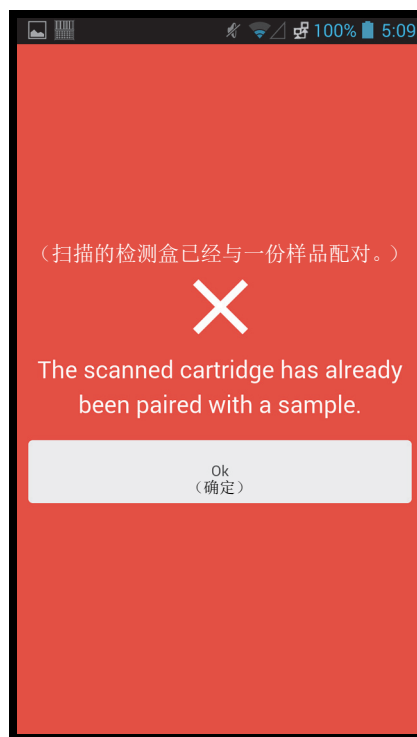 100% 5:09
（扫描的检测盒已经与一份样品配对。）
The scanned cartridge has already
been paired with a sample.
Ok
（确定）